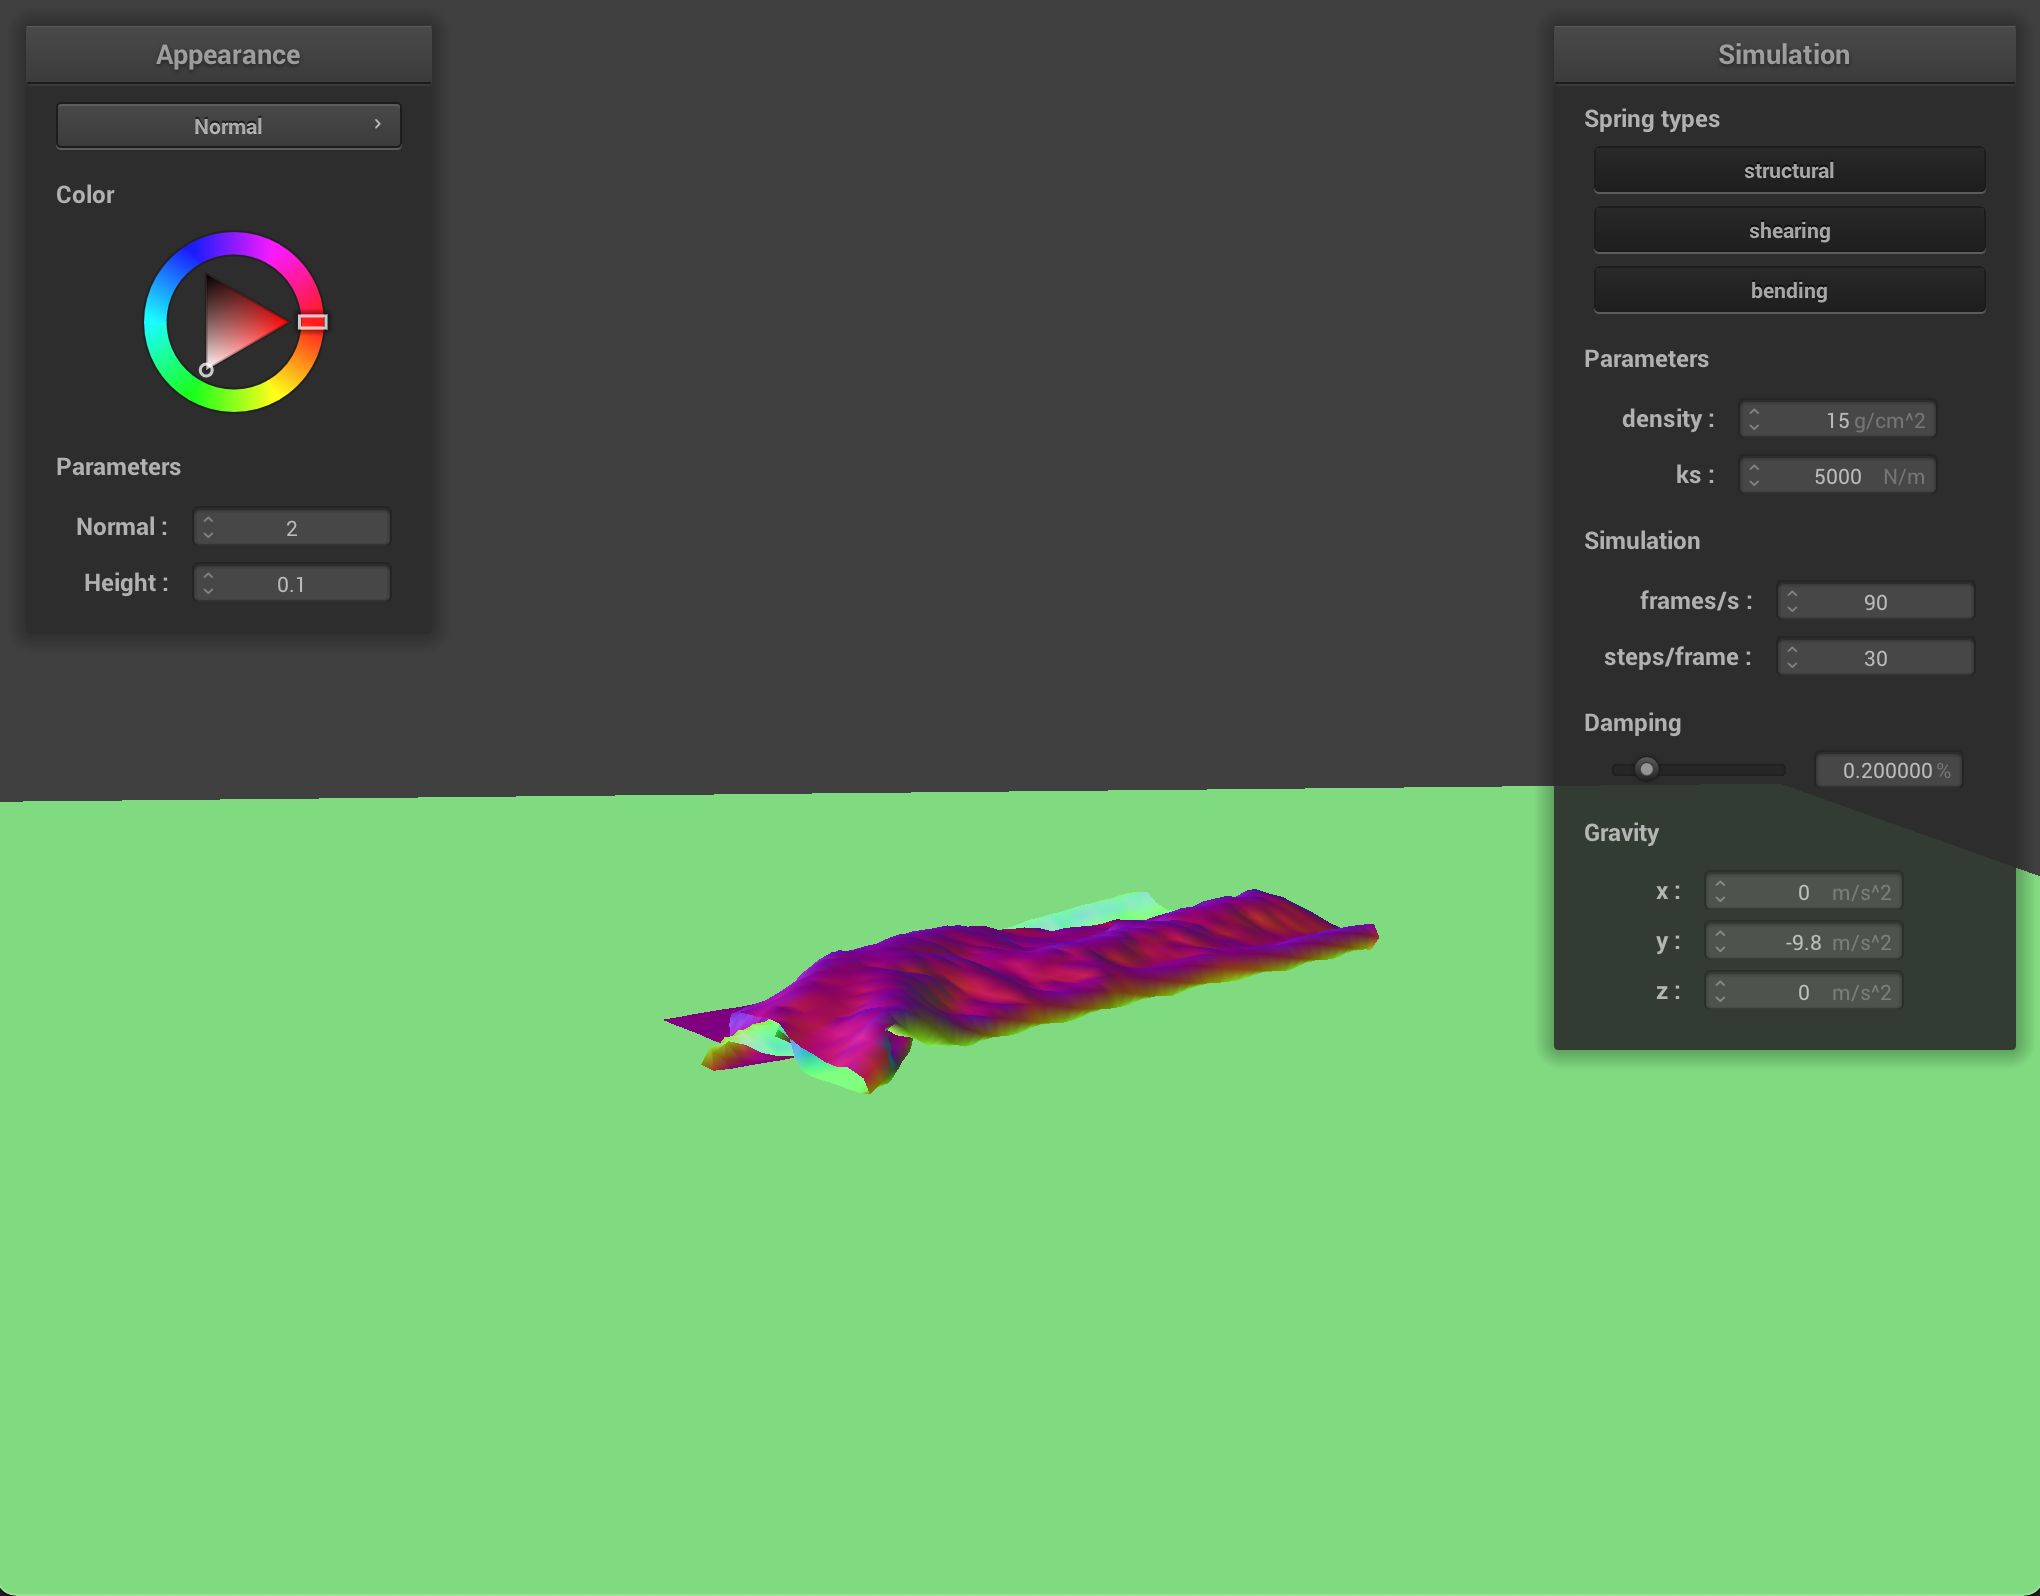 Appearance
Normal
Color
Parameters
Normal : 2
Height : 0.1
Simulation
Spring types
structural
shearing
bending
Parameters
density : 15 g/cm^2
ks : 5000 N/m
Simulation
frames/s : 90
steps/frame : 30
Damping
0.200000 %
Gravity
x : 0 m/s^2
y : -9.8 m/s^2
z : 0 m/s^2